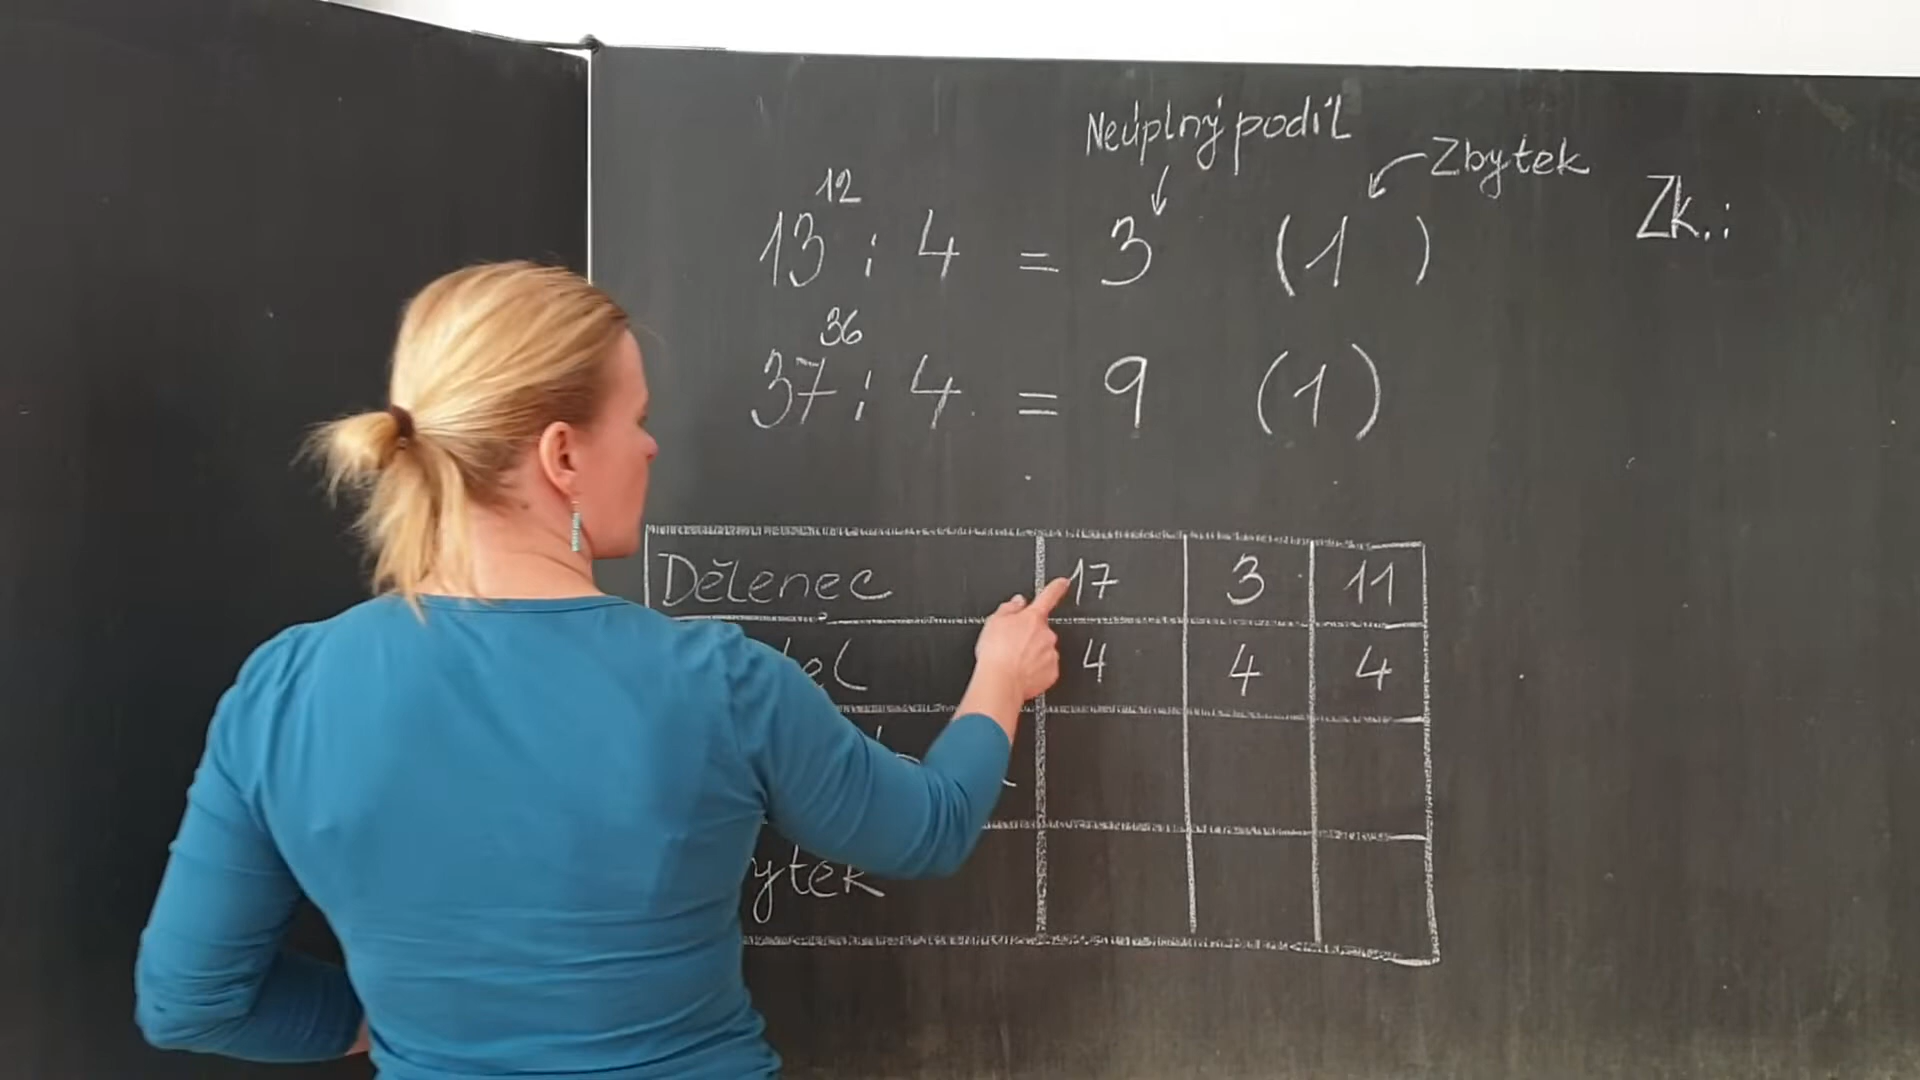 Neúplný podíl
Zbytek
12
13 : 4 = 3 (1 )
Zk.:
36
37 : 4 = 9 (1)
Dělenec 17 3 11
4 4 4